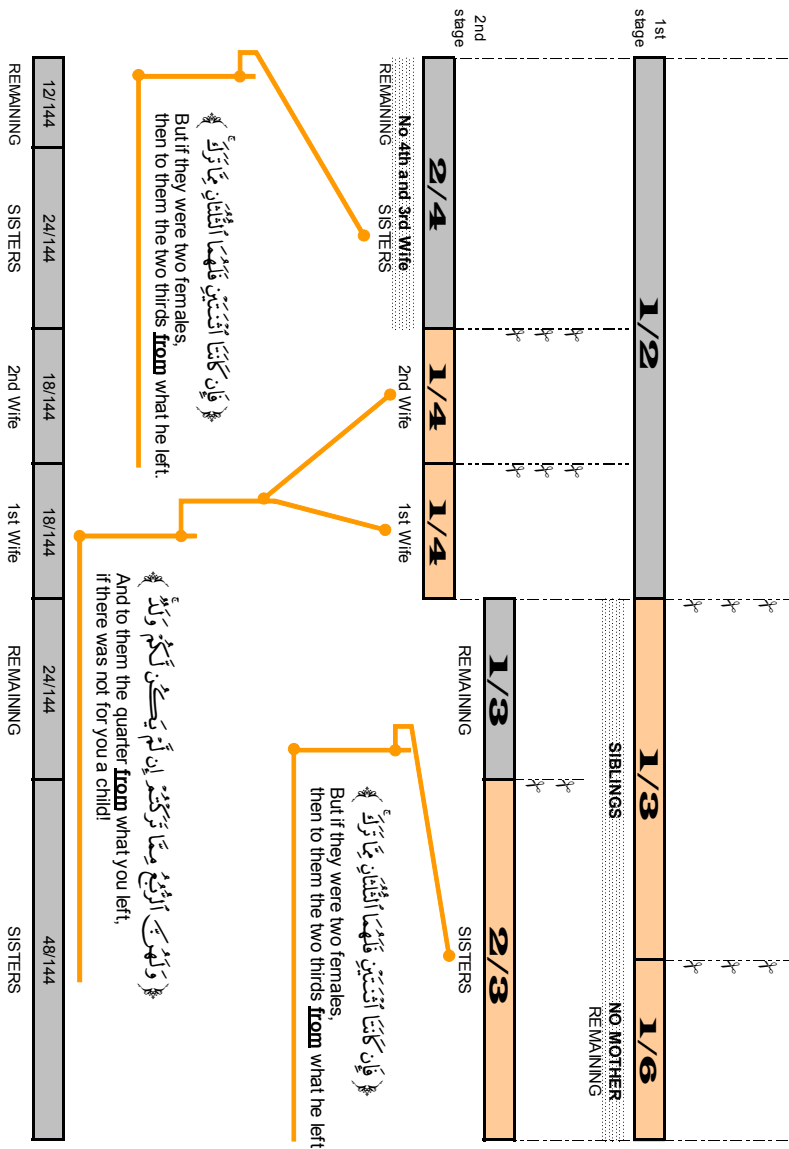 1st
stage
1/2
1/3
1/6
SIBLINGS
NO MOTHER
REMAINING
1/3
2/3
REMAINING
SISTERS
2nd
stage
2/4
1/4
1/4
No 4th and 3rd Wife
REMAINING
SISTERS
2nd Wife
1st Wife
﴿ فَإِن كَانَتَا ٱثْنَتَيْنِ فَلَهُمَا ٱلثُّلُثَانِ مِمَّا تَرَكَ ۚ ﴾
But if they were two females,
then to them the two thirds from what he left
﴿ فَإِن كَانَتَا ٱثْنَتَيْنِ فَلَهُمَا ٱلثُّلُثَانِ مِمَّا تَرَكَ ۚ ﴾
But if they were two females,
then to them the two thirds from what he left.
﴿ وَلَهُنَّ ٱلرُّبُعُ مِمَّا تَرَكْتُمْ إِن لَّمْ يَكُن لَّكُمْ وَلَدٌ ۚ ﴾
And to them the quarter from what you left,
if there was not for you a child!
12/144
24/144
18/144
18/144
24/144
48/144
REMAINING
SISTERS
2nd Wife
1st Wife
REMAINING
SISTERS